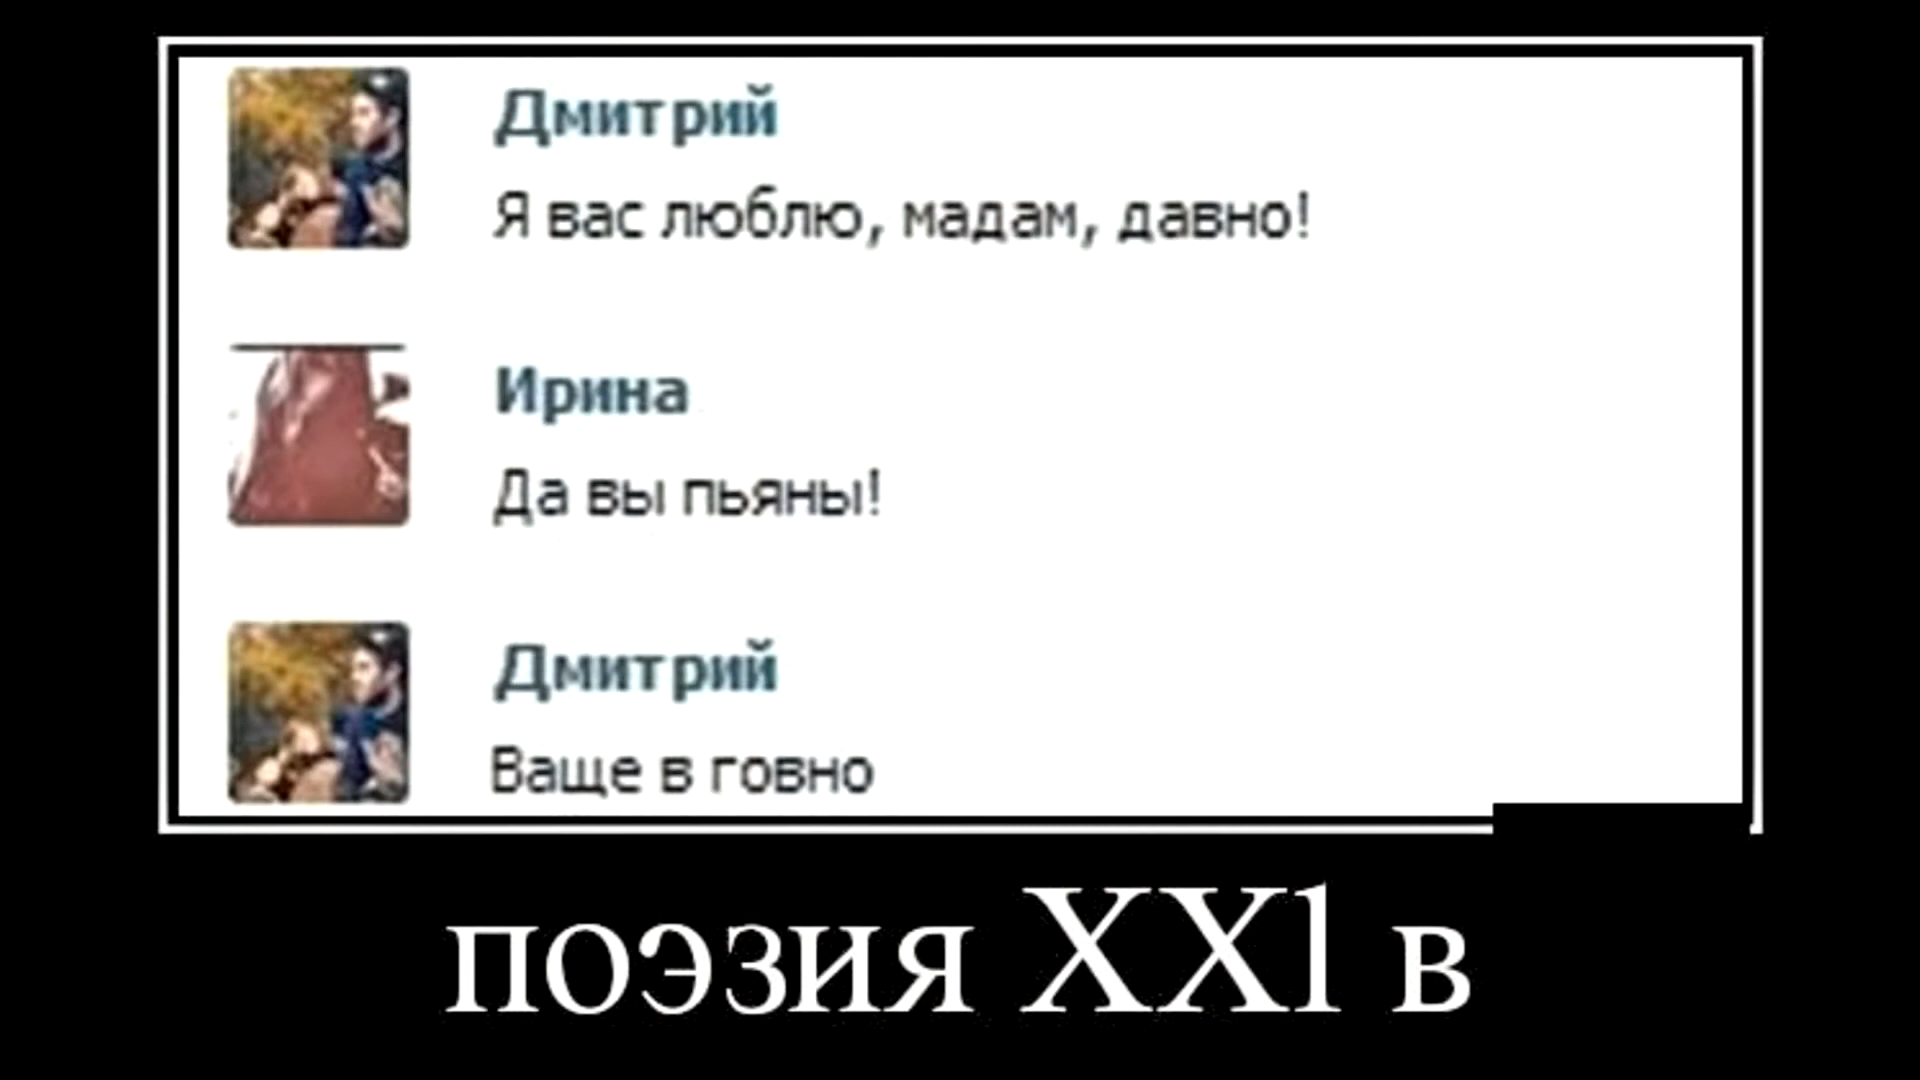 Дмитрий
Я вас люблю, мадам, давно!
Ирина
Да вы пьяны!
Дмитрий
Ваще в говно
поэзия XXl в